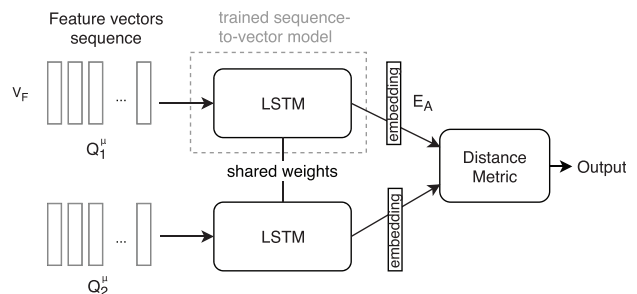 Feature vectors
sequence
trained sequence-
to-vector model
V_F
...
Q_1^μ
LSTM
embedding
E_A
shared weights
Distance
Metric
Output
...
Q_2^μ
LSTM
embedding